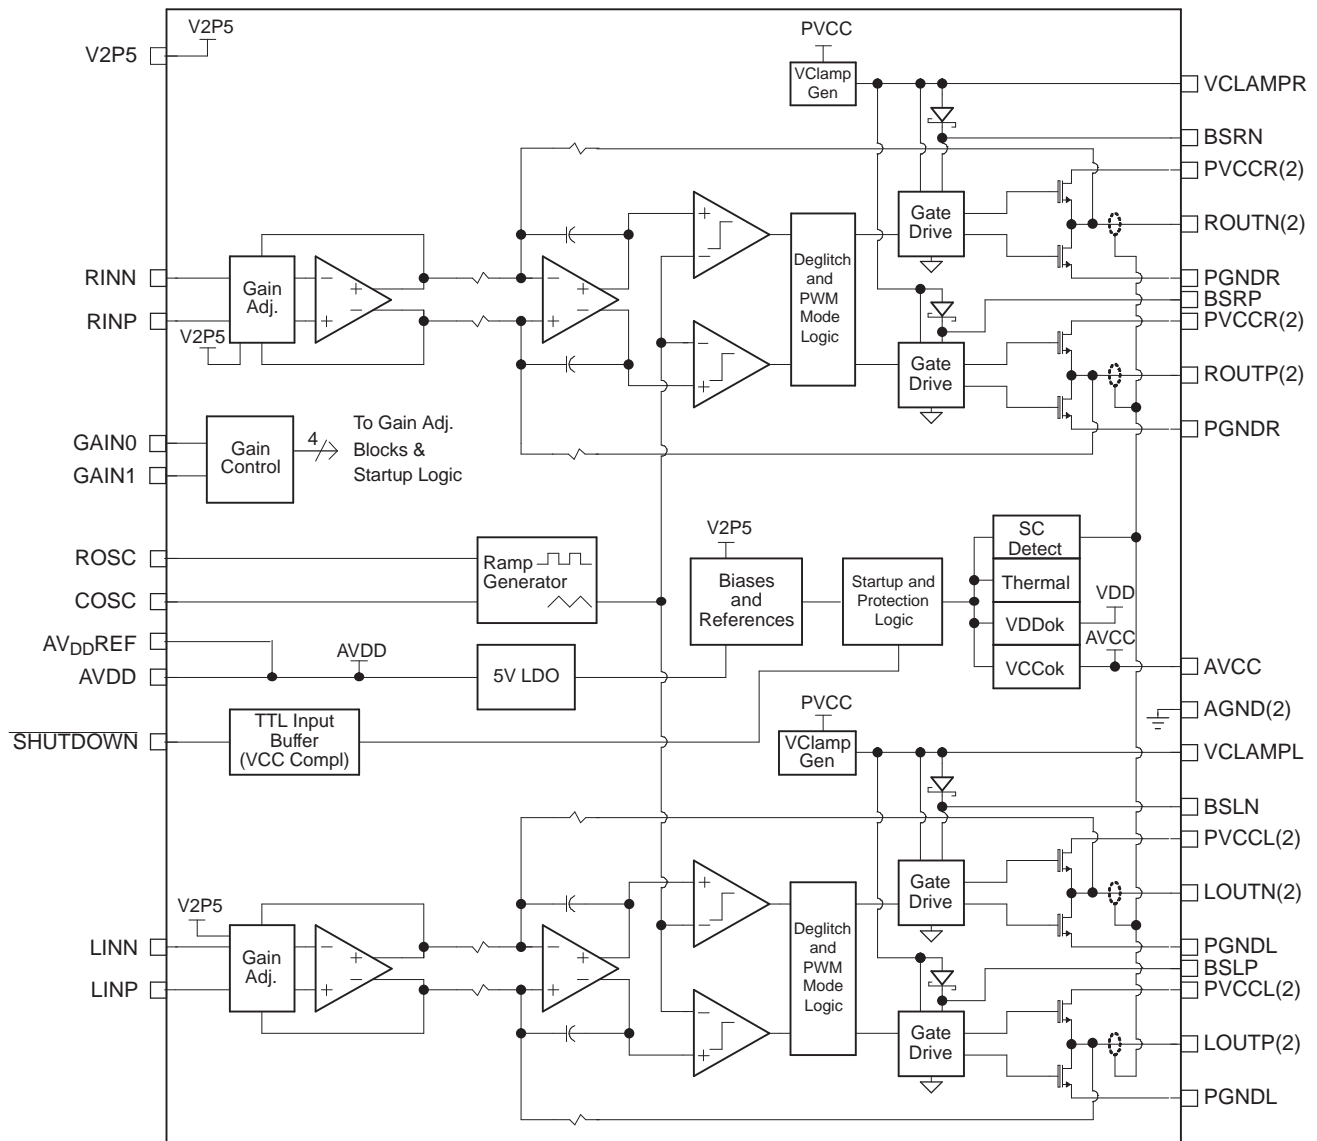 V2P5
V2P5
PVCC
VClamp
Gen
VCLAMPR
BSRN
PVCCR(2)
Gate
Drive
ROUTN(2)
+
−
Deglitch
and
PWM
Mode
Logic
RINN
RINP
Gain
Adj.
V2P5
−
+
+
−
−
+
+
−
PGNDR
BSRP
PVCCR(2)
−
+
Gate
Drive
ROUTP(2)
PGNDR
GAIN0
GAIN1
Gain
Control
4
To Gain Adj.
Blocks &
Startup Logic
ROSC
COSC
Ramp
Generator
V2P5
Biases
and
References
Startup and
Protection
Logic
SC
Detect
Thermal
VDDok
VCCok
VDD
AVCC
AVCC
AVDDREF
AVDD
AVDD
5V LDO
AGND(2)
SHUTDOWN
TTL Input
Buffer
(VCC Compl)
PVCC
VClamp
Gen
VCLAMPL
BSLN
PVCCL(2)
Gate
Drive
LOUTN(2)
+
−
Deglitch
and
PWM
Mode
Logic
V2P5
LINN
LINP
Gain
Adj.
−
+
+
−
−
+
+
−
PGNDL
BSLP
PVCCL(2)
−
+
Gate
Drive
LOUTP(2)
PGNDL